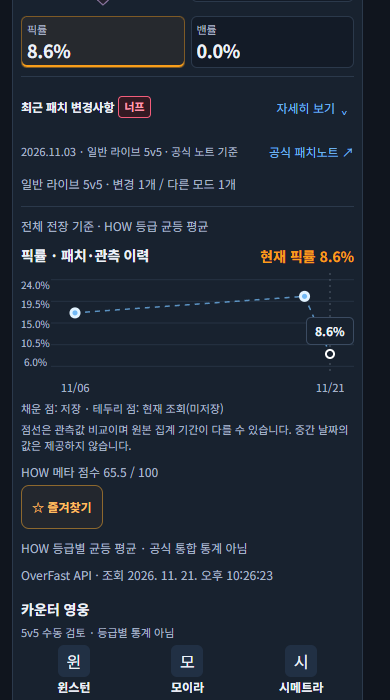 픽률
8.6%
밴률
0.0%
최근 패치 변경사항 너프 자세히 보기 ⌄
2026.11.03 · 일반 라이브 5v5 · 공식 노트 기준 공식 패치노트 ↗
일반 라이브 5v5 · 변경 1개 / 다른 모드 1개
전체 전장 기준 · HOW 등급 균등 평균
픽률 · 패치·관측 이력 현재 픽률 8.6%
24.0%
19.5%
15.0%
10.5%
6.0%
8.6%
11/06 11/21
채운 점: 저장 · 테두리 점: 현재 조회(미저장)
점선은 관측값 비교이며 원본 집계 기간이 다를 수 있습니다. 중간 날짜의
값은 제공하지 않습니다.
HOW 메타 점수 65.5 / 100
☆ 즐겨찾기
HOW 등급별 균등 평균 · 공식 통합 통계 아님
OverFast API · 조회 2026. 11. 21. 오후 10:26:23
카운터 영웅
5v5 수동 검토 · 등급별 통계 아님
윈 모 시
윈스턴 모이라 시메트라